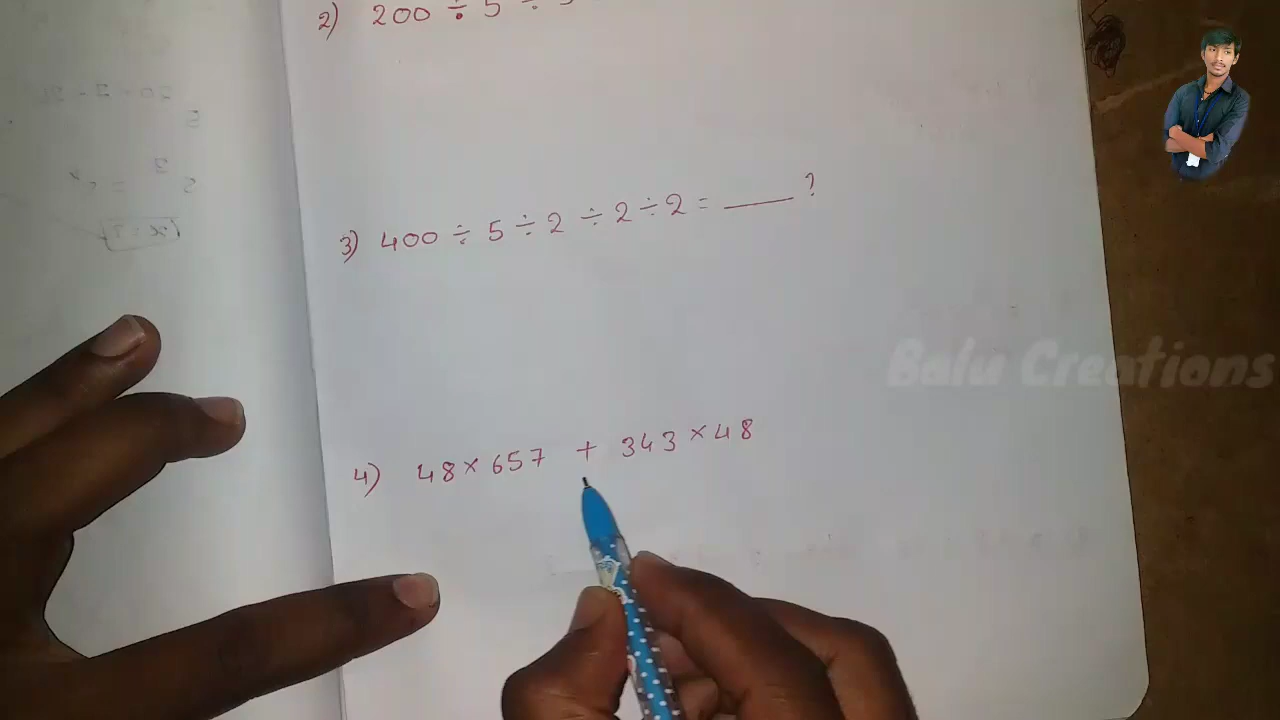 2) 200 ÷ 5 ÷
3) 400 ÷ 5 ÷ 2 ÷ 2 ÷ 2 = ____ ?
4) 48 × 657 + 343 × 48
Balu Creations